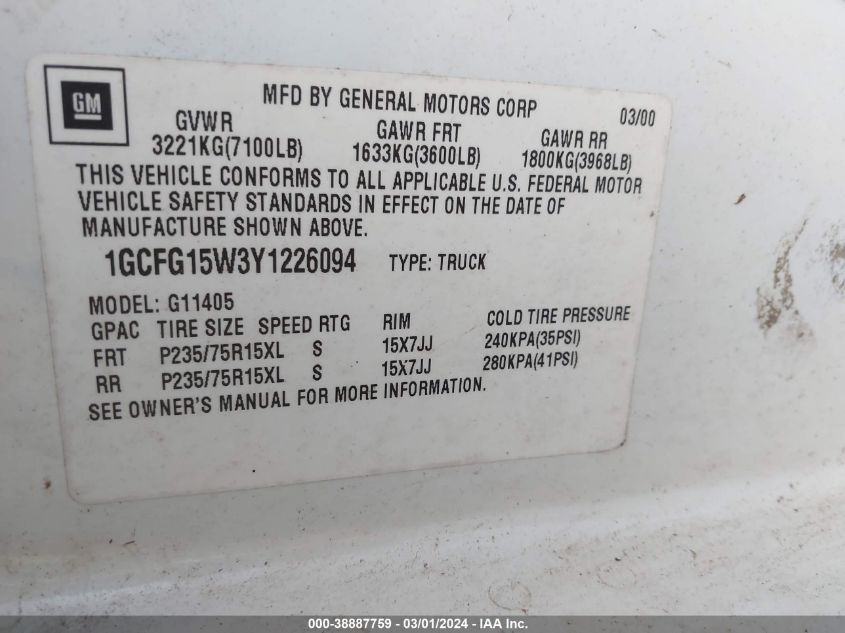 GM
MFD BY GENERAL MOTORS CORP 03/00
GVWR GAWR FRT GAWR RR
3221KG(7100LB) 1633KG(3600LB) 1800KG(3968LB)
THIS VEHICLE CONFORMS TO ALL APPLICABLE U.S. FEDERAL MOTOR
VEHICLE SAFETY STANDARDS IN EFFECT ON THE DATE OF
MANUFACTURE SHOWN ABOVE.
1GCFG15W3Y1226094 TYPE: TRUCK
MODEL: G11405
GPAC TIRE SIZE SPEED RTG RIM COLD TIRE PRESSURE
FRT P235/75R15XL S 15X7JJ 240KPA(35PSI)
RR P235/75R15XL S 15X7JJ 280KPA(41PSI)
SEE OWNER'S MANUAL FOR MORE INFORMATION.
000-38887759 - 03/01/2024 - IAA Inc.